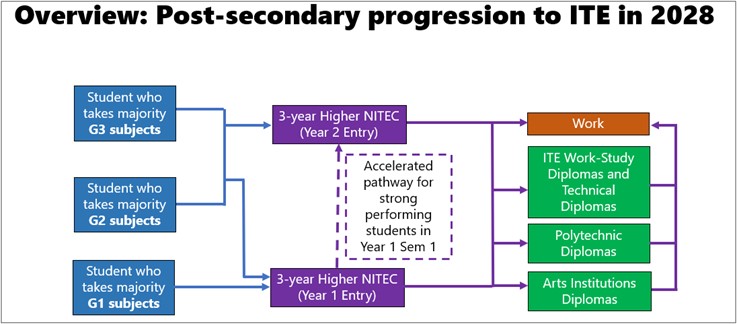 Overview: Post-secondary progression to ITE in 2028
Student who
takes majority
G3 subjects
Student who
takes majority
G2 subjects
Student who
takes majority
G1 subjects
3-year Higher NITEC
(Year 2 Entry)
Accelerated
pathway for
strong
performing
students in
Year 1 Sem 1
3-year Higher NITEC
(Year 1 Entry)
Work
ITE Work-Study
Diplomas and
Technical
Diplomas
Polytechnic
Diplomas
Arts Institutions
Diplomas